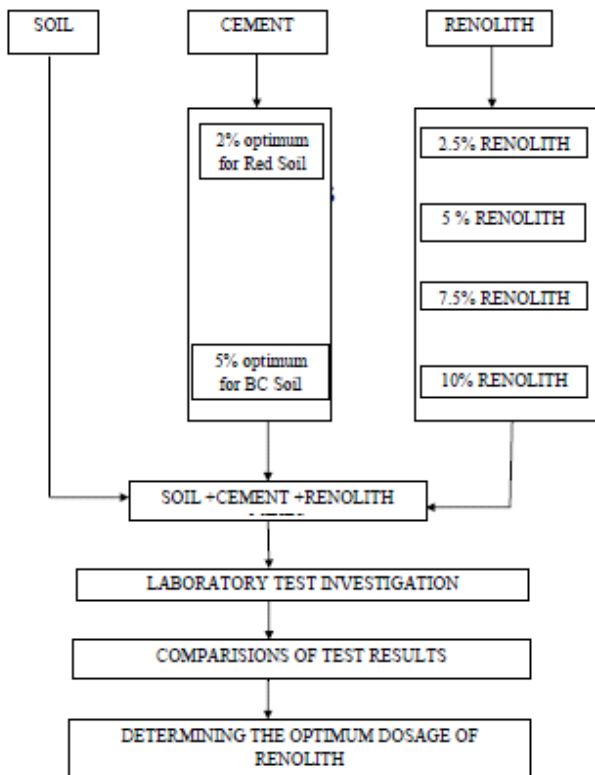 SOIL
CEMENT
RENOLITH
2% optimum
for Red Soil
2.5% RENOLITH
5 % RENOLITH
7.5% RENOLITH
5% optimum
for BC Soil
10% RENOLITH
SOIL +CEMENT +RENOLITH
LABORATORY TEST INVESTIGATION
COMPARISIONS OF TEST RESULTS
DETERMINING THE OPTIMUM DOSAGE OF
RENOLITH